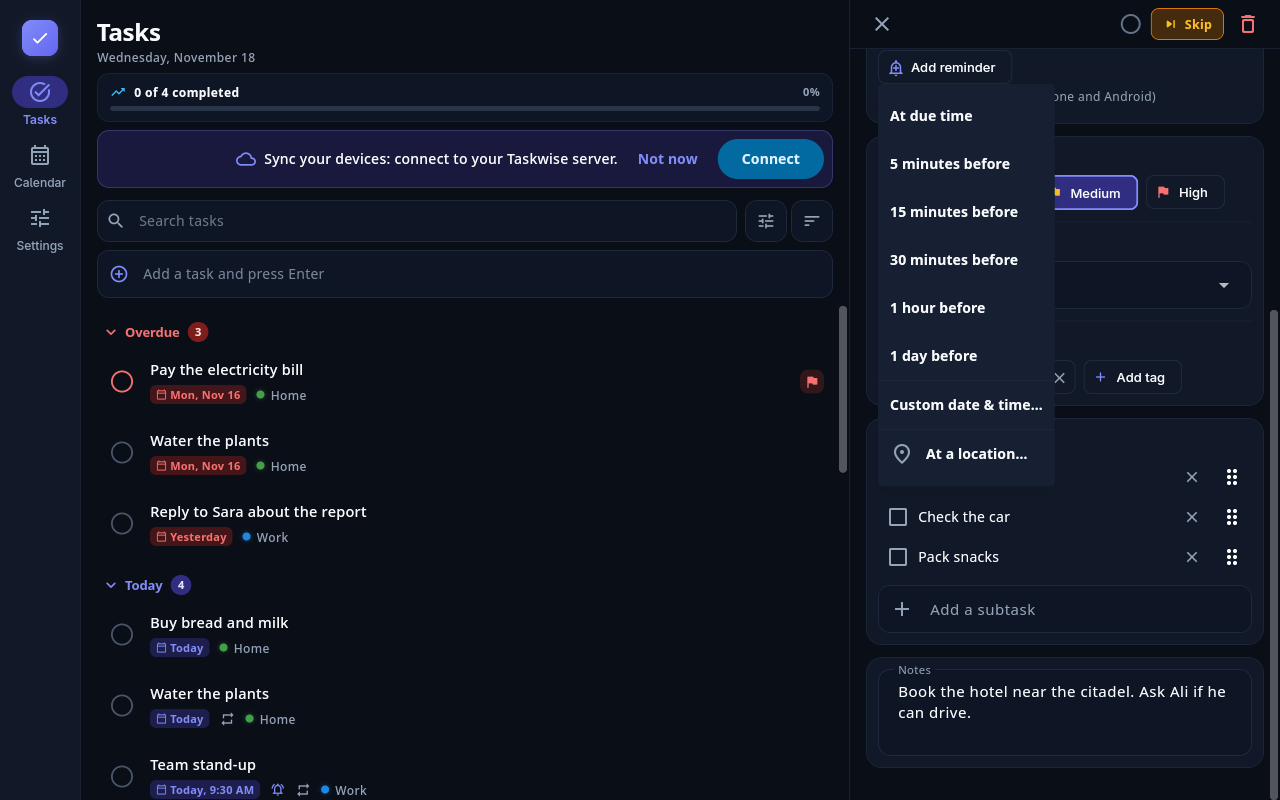 Tasks
Calendar
Settings
Tasks
Wednesday, November 18
0 of 4 completed
0%
Sync your devices: connect to your Taskwise server.
Not now
Connect
Search tasks
Add a task and press Enter
Overdue
3
Pay the electricity bill
Mon, Nov 16
Home
Water the plants
Mon, Nov 16
Home
Reply to Sara about the report
Yesterday
Work
Today
4
Buy bread and milk
Today
Home
Water the plants
Today
Home
Team stand-up
Today, 9:30 AM
Work
Skip
Add reminder
and Android)
At due time
5 minutes before
15 minutes before
30 minutes before
1 hour before
1 day before
Custom date & time...
At a location...
Medium
High
Add tag
Check the car
Pack snacks
Add a subtask
Notes
Book the hotel near the citadel. Ask Ali if he
can drive.